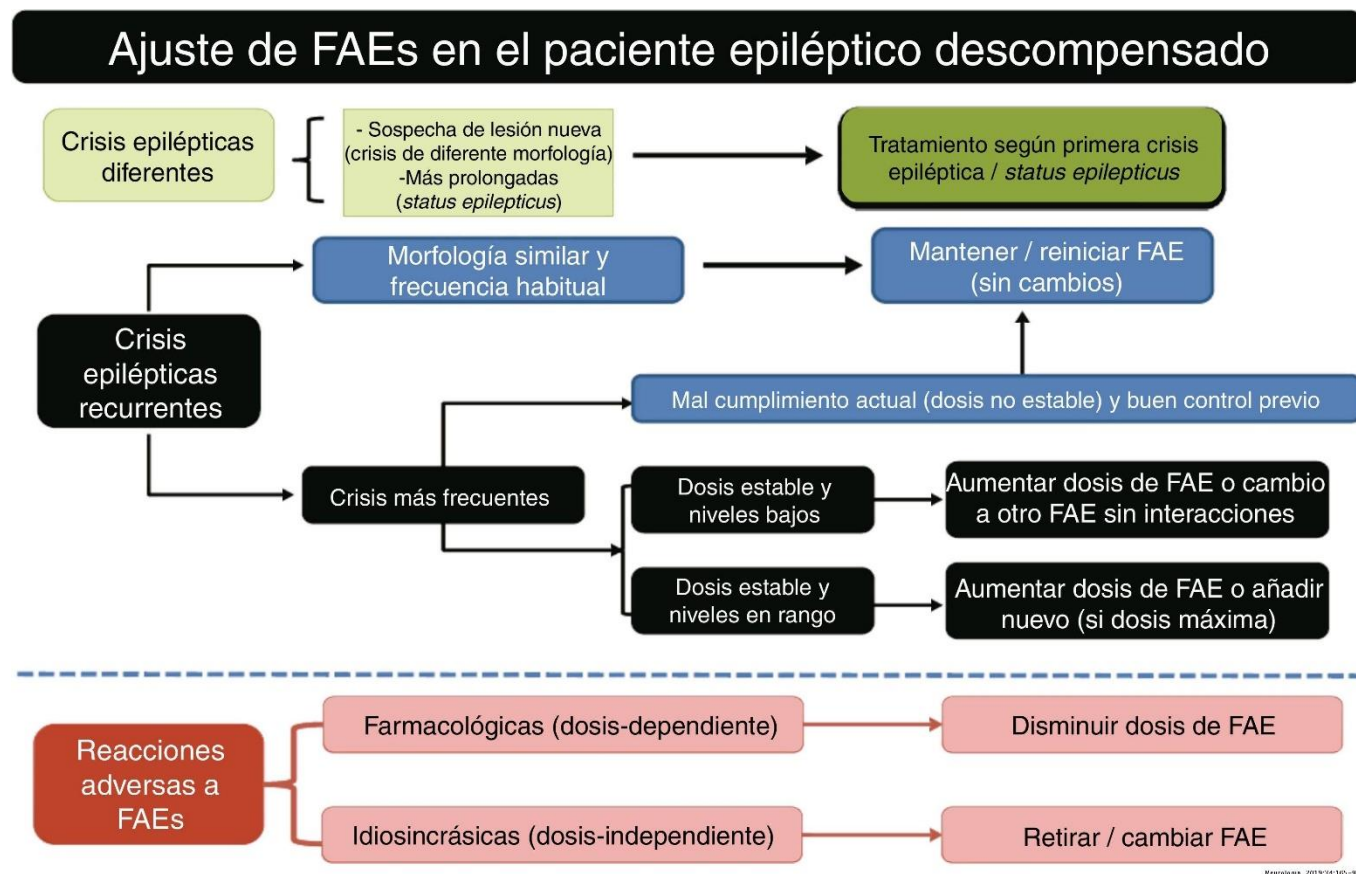 Ajuste de FAEs en el paciente epiléptico descompensado
Crisis epilépticas
diferentes
- Sospecha de lesión nueva
(crisis de diferente morfología)
-Más prolongadas
(status epilepticus)
Tratamiento según primera crisis
epiléptica / status epilepticus
Crisis
epilépticas
recurrentes
Morfología similar y
frecuencia habitual
Mantener / reiniciar FAE
(sin cambios)
Mal cumplimiento actual (dosis no estable) y buen control previo
Crisis más frecuentes
Dosis estable y
niveles bajos
Aumentar dosis de FAE o cambio
a otro FAE sin interacciones
Dosis estable y
niveles en rango
Aumentar dosis de FAE o añadir
nuevo (si dosis máxima)
Reacciones
adversas a
FAEs
Farmacológicas (dosis-dependiente)
Disminuir dosis de FAE
Idiosincrásicas (dosis-independiente)
Retirar / cambiar FAE